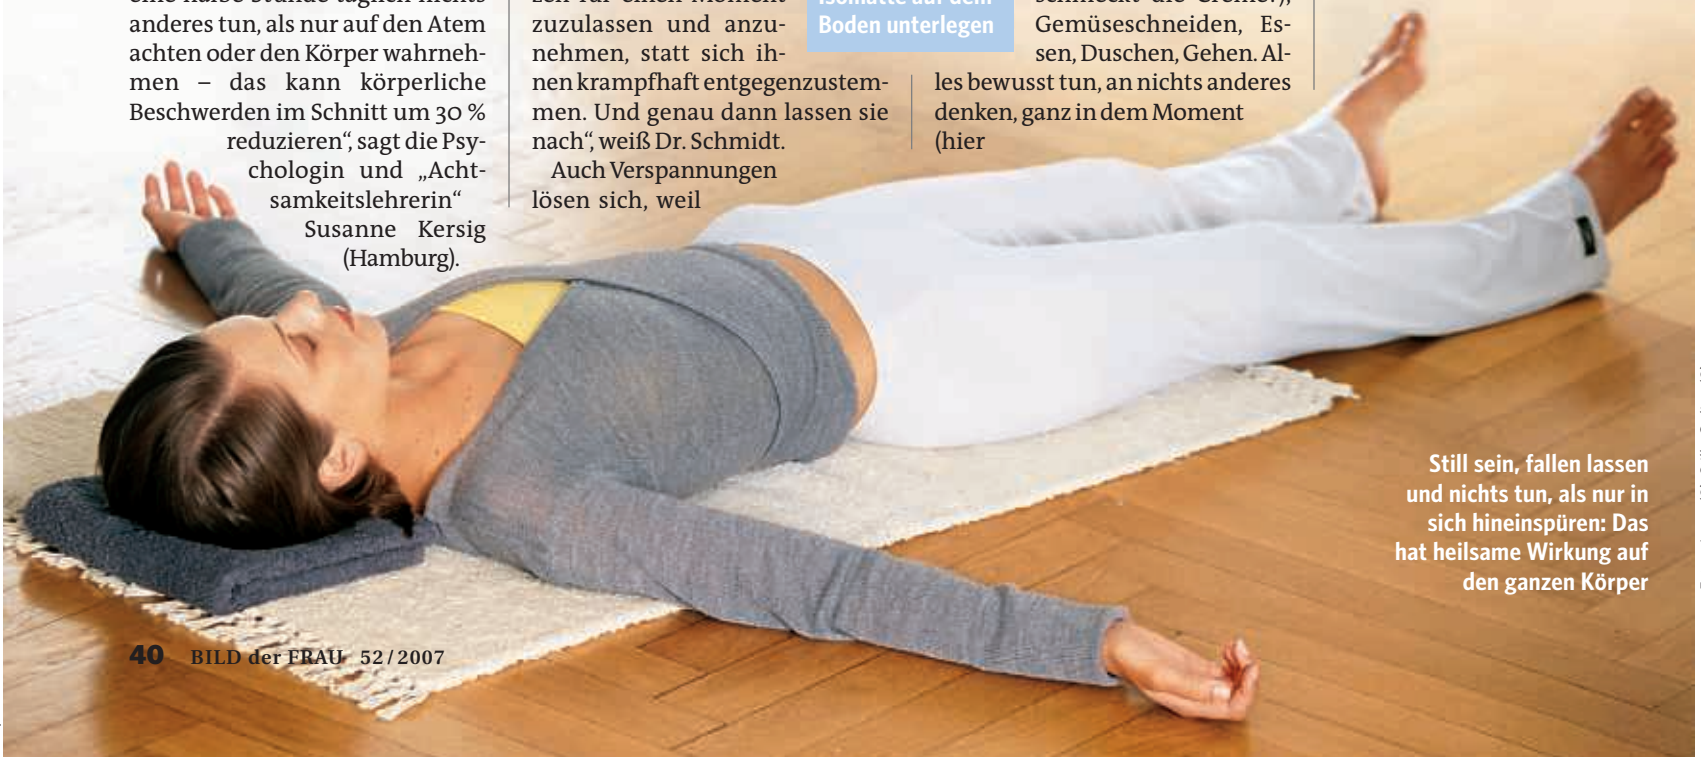 anderes tun, als nur auf den Atem
achten oder den Körper wahrneh-
men – das kann körperliche
Beschwerden im Schnitt um 30 %
reduzieren“, sagt die Psy-
chologin und „Acht-
samkeitslehrerin“
Susanne Kersig
(Hamburg).
zuzulassen und anzu-
nehmen, statt sich ih-
nen krampfhaft entgegenzustem-
men. Und genau dann lassen sie
nach“, weiß Dr. Schmidt.
Auch Verspannungen
lösen sich, weil
Isomatte auf dem
Boden unterlegen
Gemüseschneiden, Es-
sen, Duschen, Gehen. Al-
les bewusst tun, an nichts anderes
denken, ganz in dem Moment
(hier
Still sein, fallen lassen
und nichts tun, als nur in
sich hineinspüren: Das
hat heilsame Wirkung auf
den ganzen Körper
40 BILD der FRAU 52/2007